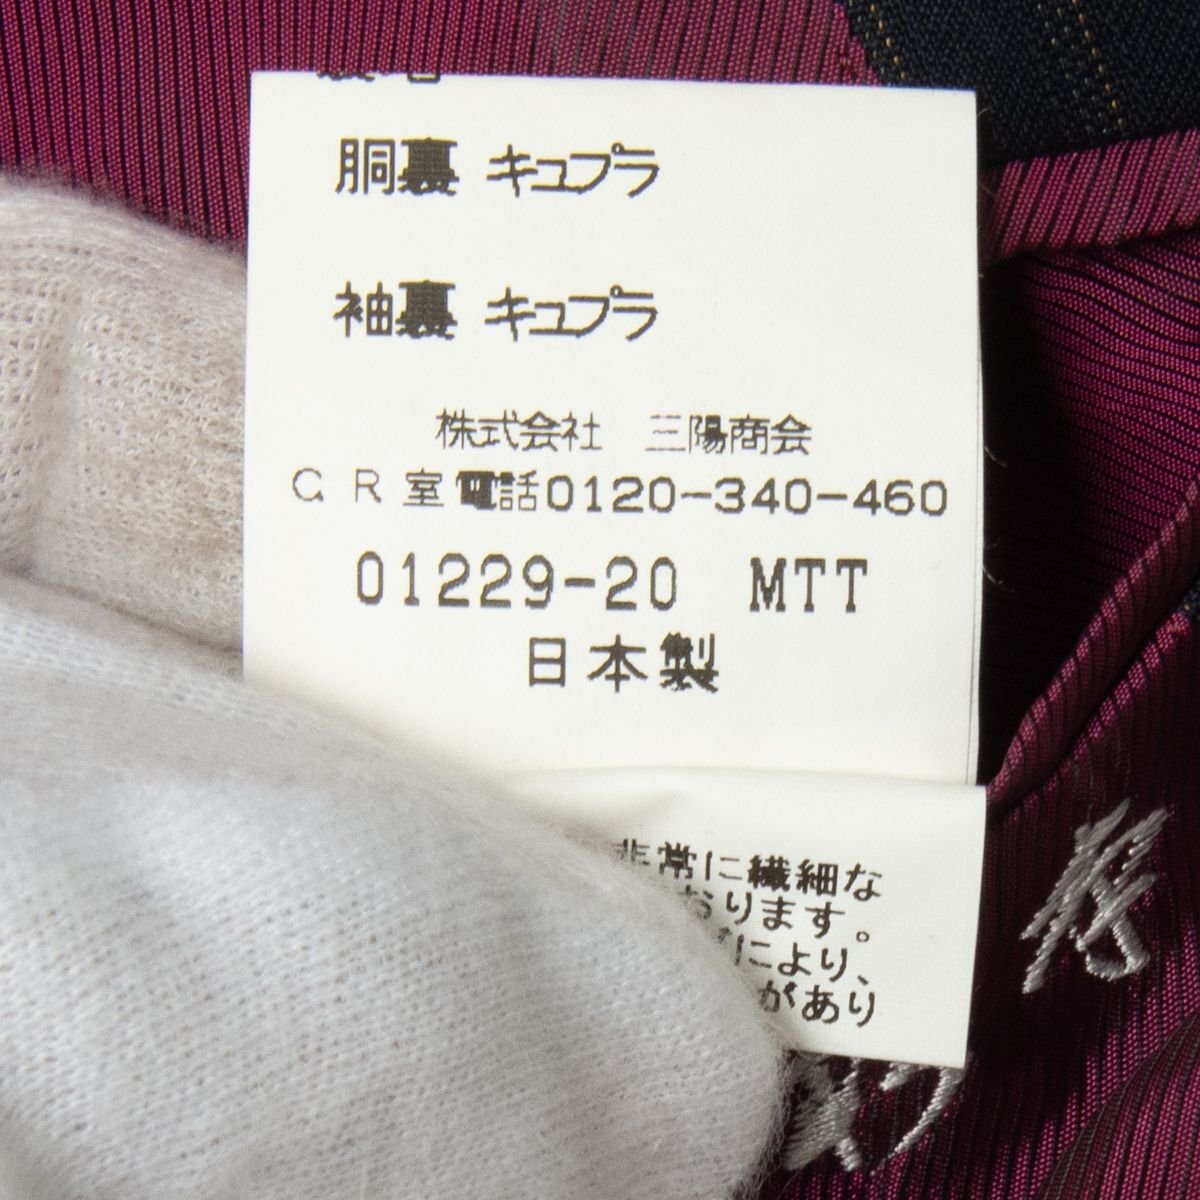 胴裏 キュプラ
袖裏 キュプラ
株式会社 三陽商会
CR室電話0120-340-460
01229-20 MTT
日本製
非常に繊細な
おります。
により、
があり